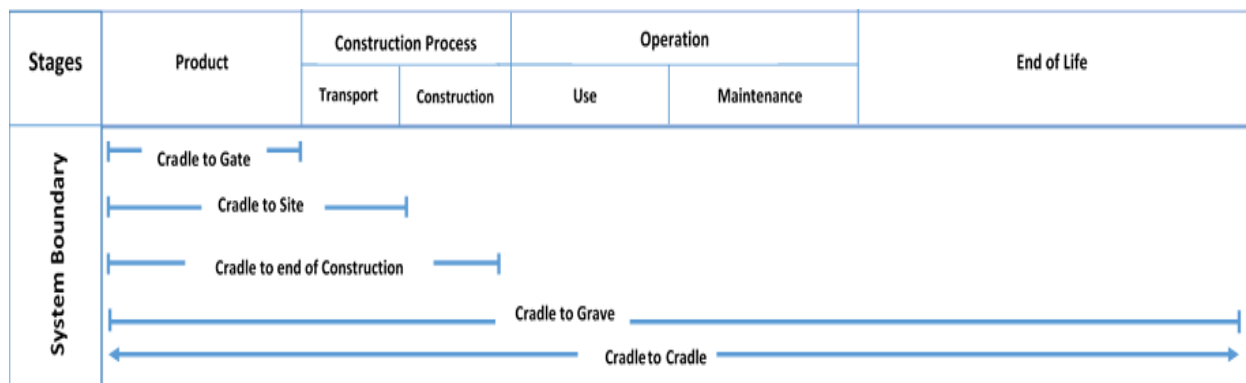 Stages
Product
Construction Process
Operation
End of Life
Transport
Construction
Use
Maintenance
System Boundary
Cradle to Gate
Cradle to Site
Cradle to end of Construction
Cradle to Grave
Cradle to Cradle